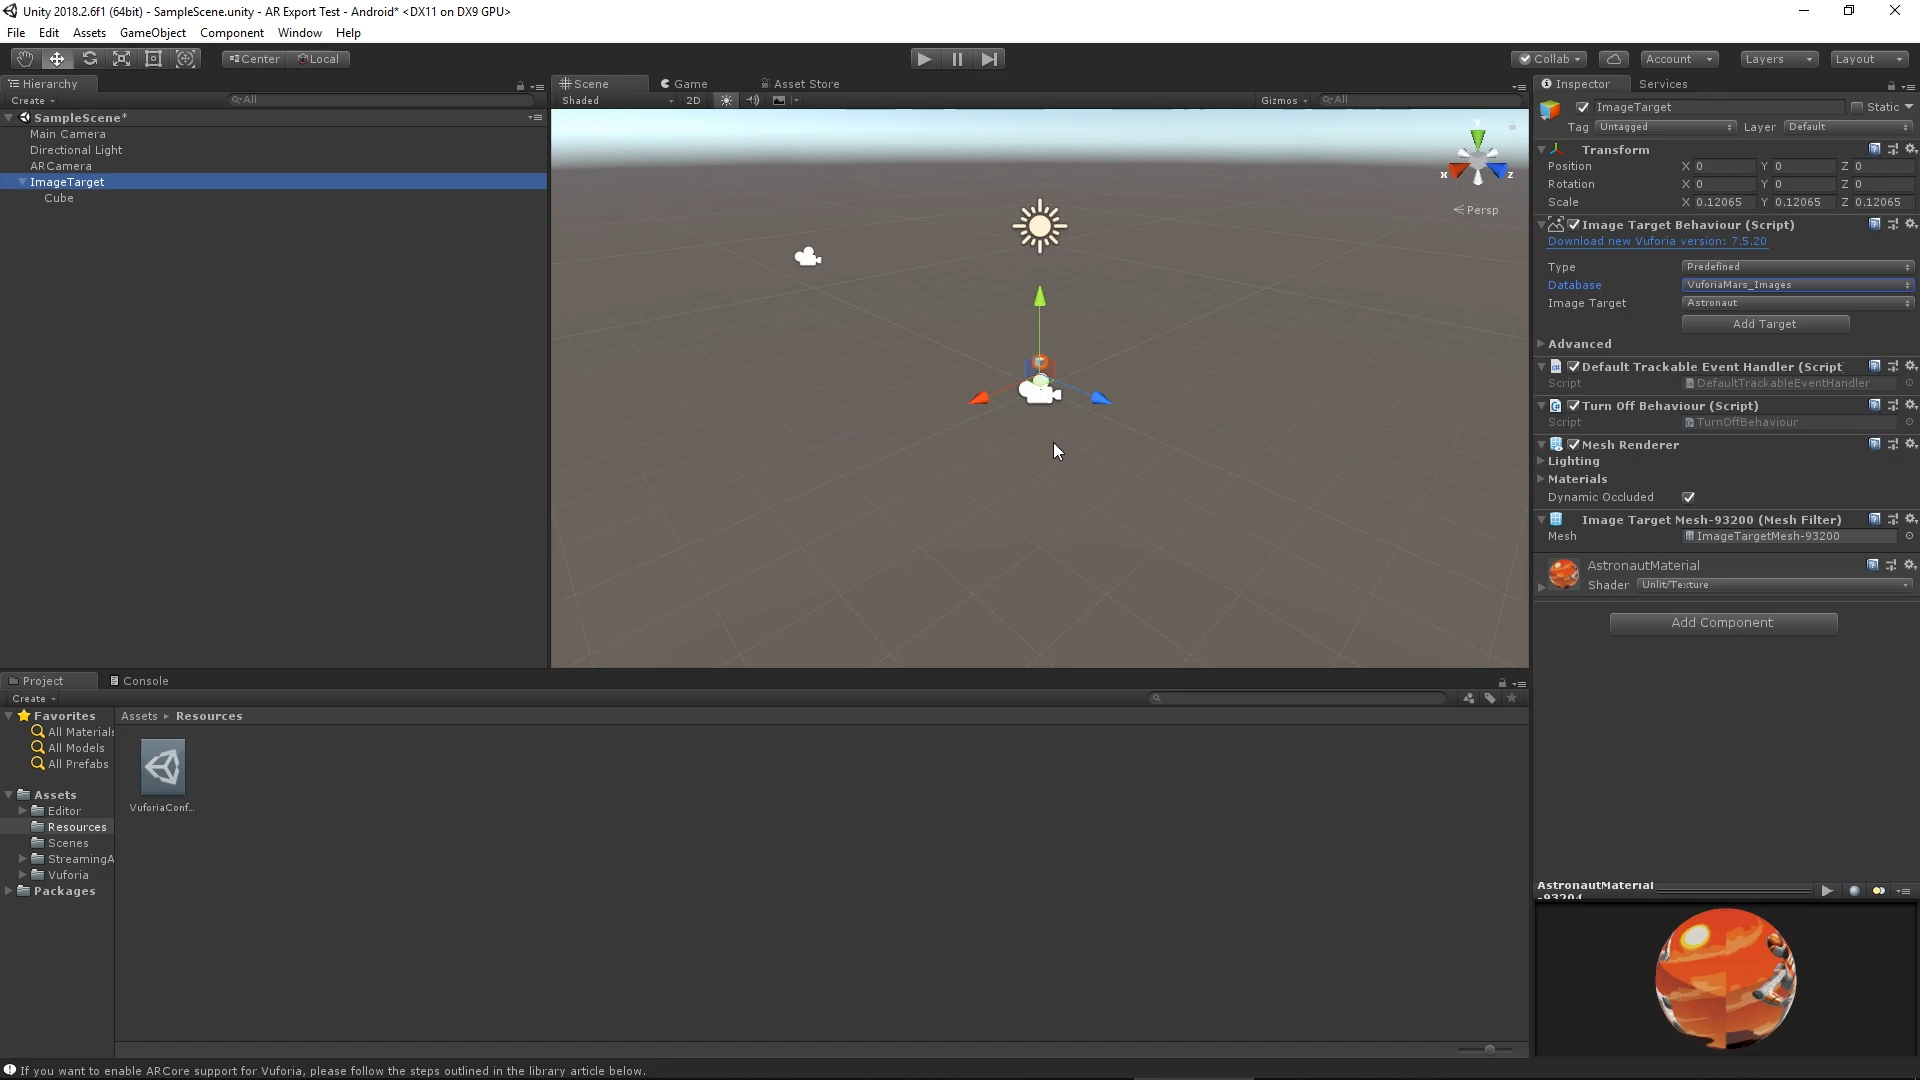 Unity 2018.2.6f1 (64bit) - SampleScene.unity - AR Export Test - Android* <DX11 on DX9 GPU>
File Edit Assets GameObject Component Window Help
Center Local
Collab Account Layers Layout
Hierarchy
Create All
SampleScene*
Main Camera
Directional Light
ARCamera
ImageTarget
Cube
Scene Game Asset Store
Shaded 2D Gizmos All
Y
X Z
Persp
Inspector Services
ImageTarget Static
Tag Untagged Layer Default
Transform
Position X 0 Y 0 Z 0
Rotation X 0 Y 0 Z 0
Scale X 0.12065 Y 0.12065 Z 0.12065
Image Target Behaviour (Script)
Download new Vuforia version: 7.5.20
Type Predefined
Database VuforiaMars_Images
Image Target Astronaut
Add Target
Advanced
Default Trackable Event Handler (Script)
Script DefaultTrackableEventHandler
Turn Off Behaviour (Script)
Script TurnOffBehaviour
Mesh Renderer
Lighting
Materials
Dynamic Occluded
Image Target Mesh-93200 (Mesh Filter)
Mesh ImageTargetMesh-93200
AstronautMaterial
Shader Unlit/Texture
Add Component
AstronautMaterial
-93204
Project Console
Create
Favorites
All Materials
All Models
All Prefabs
Assets
Editor
Resources
Scenes
StreamingA
Vuforia
Packages
Assets Resources
VuforiaConf...
If you want to enable ARCore support for Vuforia, please follow the steps outlined in the library article below.